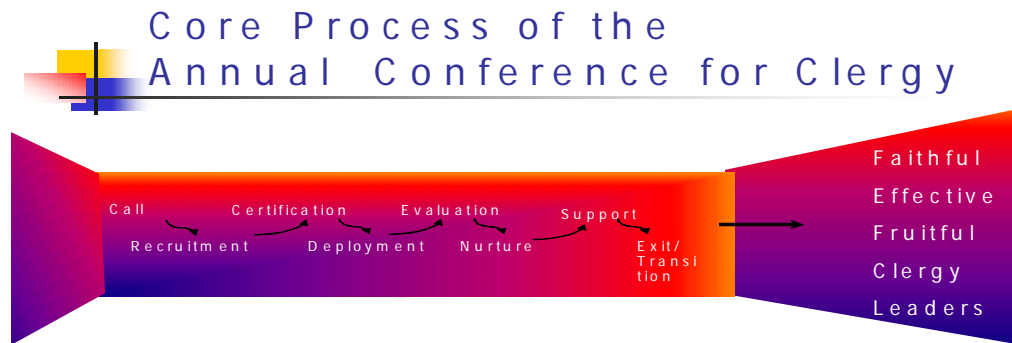 Core Process of the
Annual Conference for Clergy
Call
Recruitment
Certification
Deployment
Evaluation
Nurture
Support
Exit/
Transi
tion
Faithful
Effective
Fruitful
Clergy
Leaders